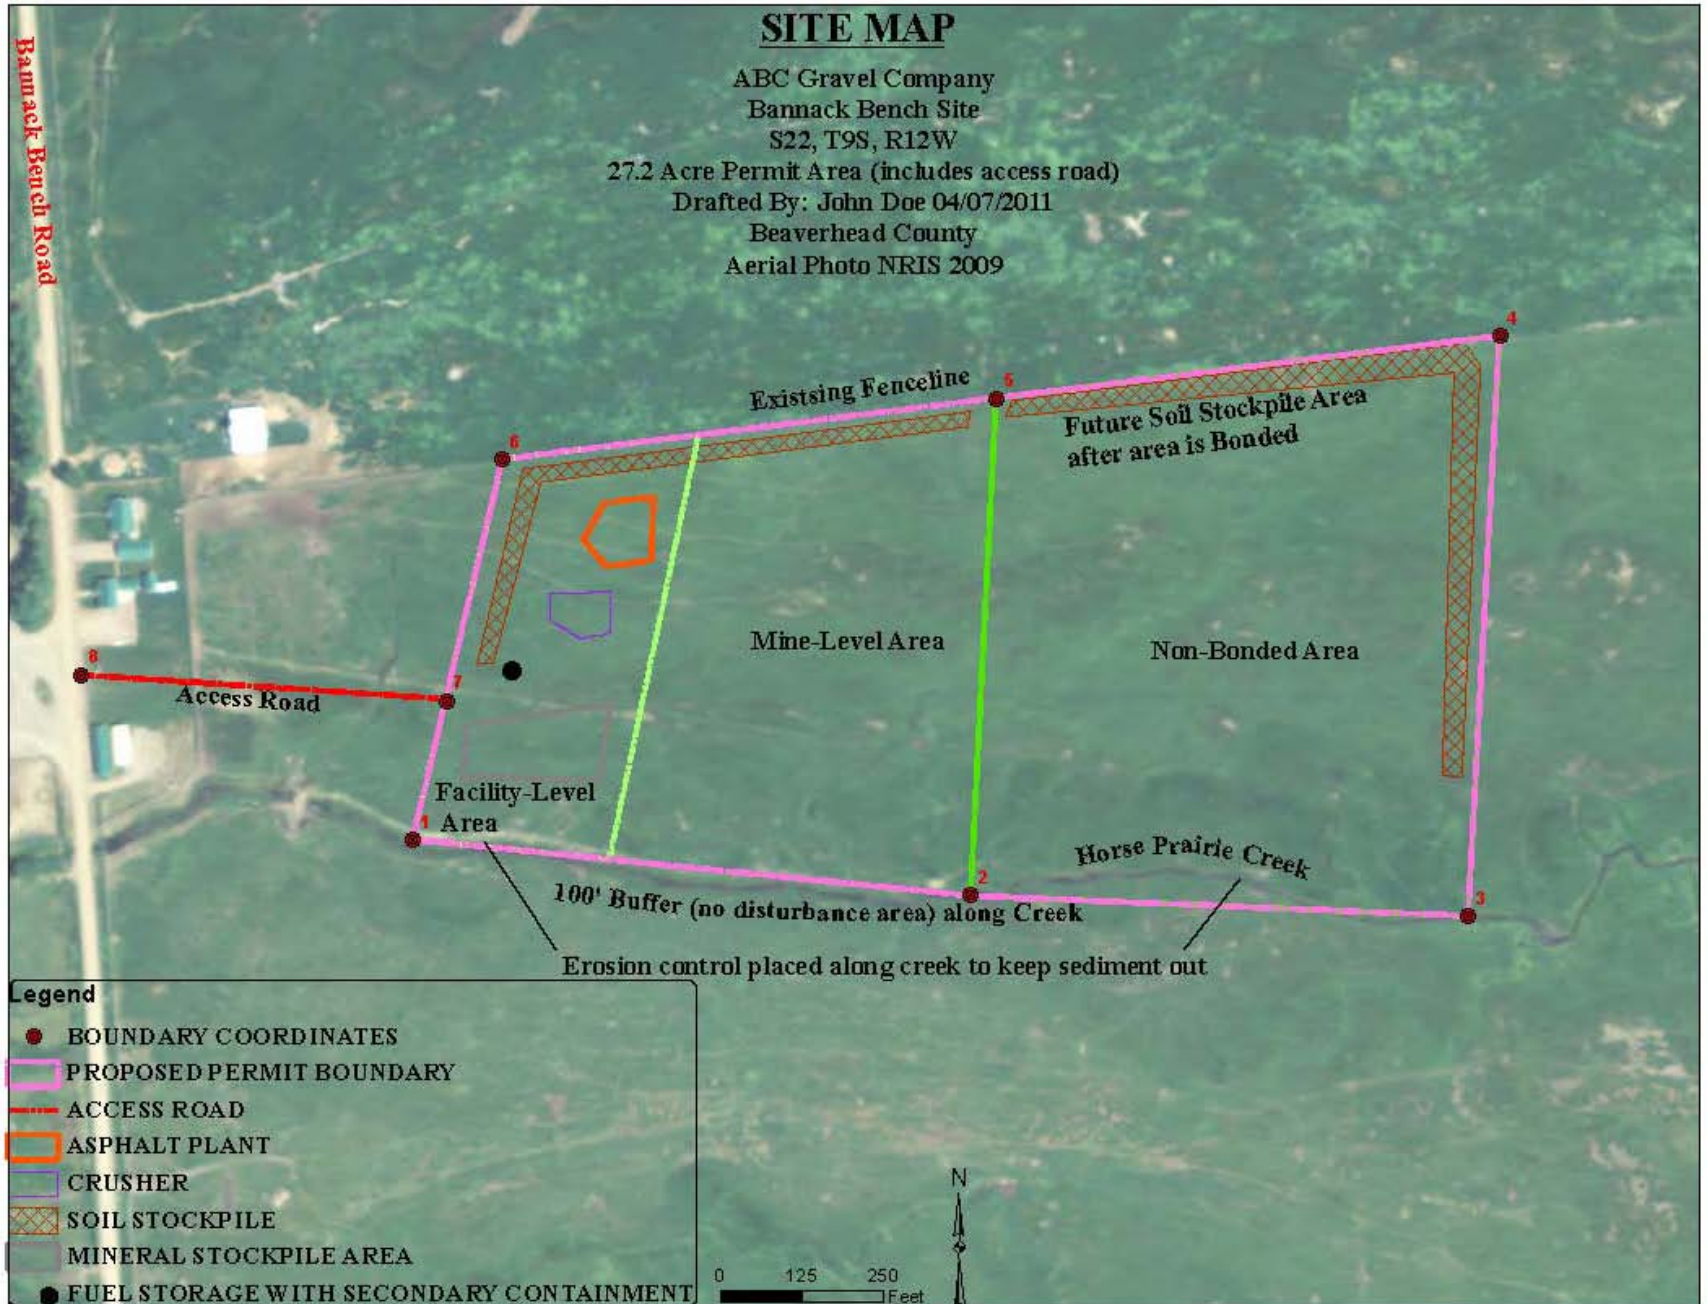 SITE MAP
ABC Gravel Company
Bannack Bench Site
S22, T9S, R12W
27.2 Acre Permit Area (includes access road)
Drafted By: John Doe 04/07/2011
Beaverhead County
Aerial Photo NRIS 2009
Bannack Bench Road
4
5
Existsing Fenceline
Future Soil Stockpile Area
after area is Bonded
6
Mine-Level Area
Non-Bonded Area
8
7
Access Road
Facility-Level
Area
1
Horse Prairie Creek
2
3
100' Buffer (no disturbance area) along Creek
Erosion control placed along creek to keep sediment out
Legend
BOUNDARY COORDINATES
PROPOSED PERMIT BOUNDARY
ACCESS ROAD
ASPHALT PLANT
CRUSHER
SOIL STOCKPILE
MINERAL STOCKPILE AREA
FUEL STORAGE WITH SECONDARY CONTAINMENT
N
0 125 250
Feet